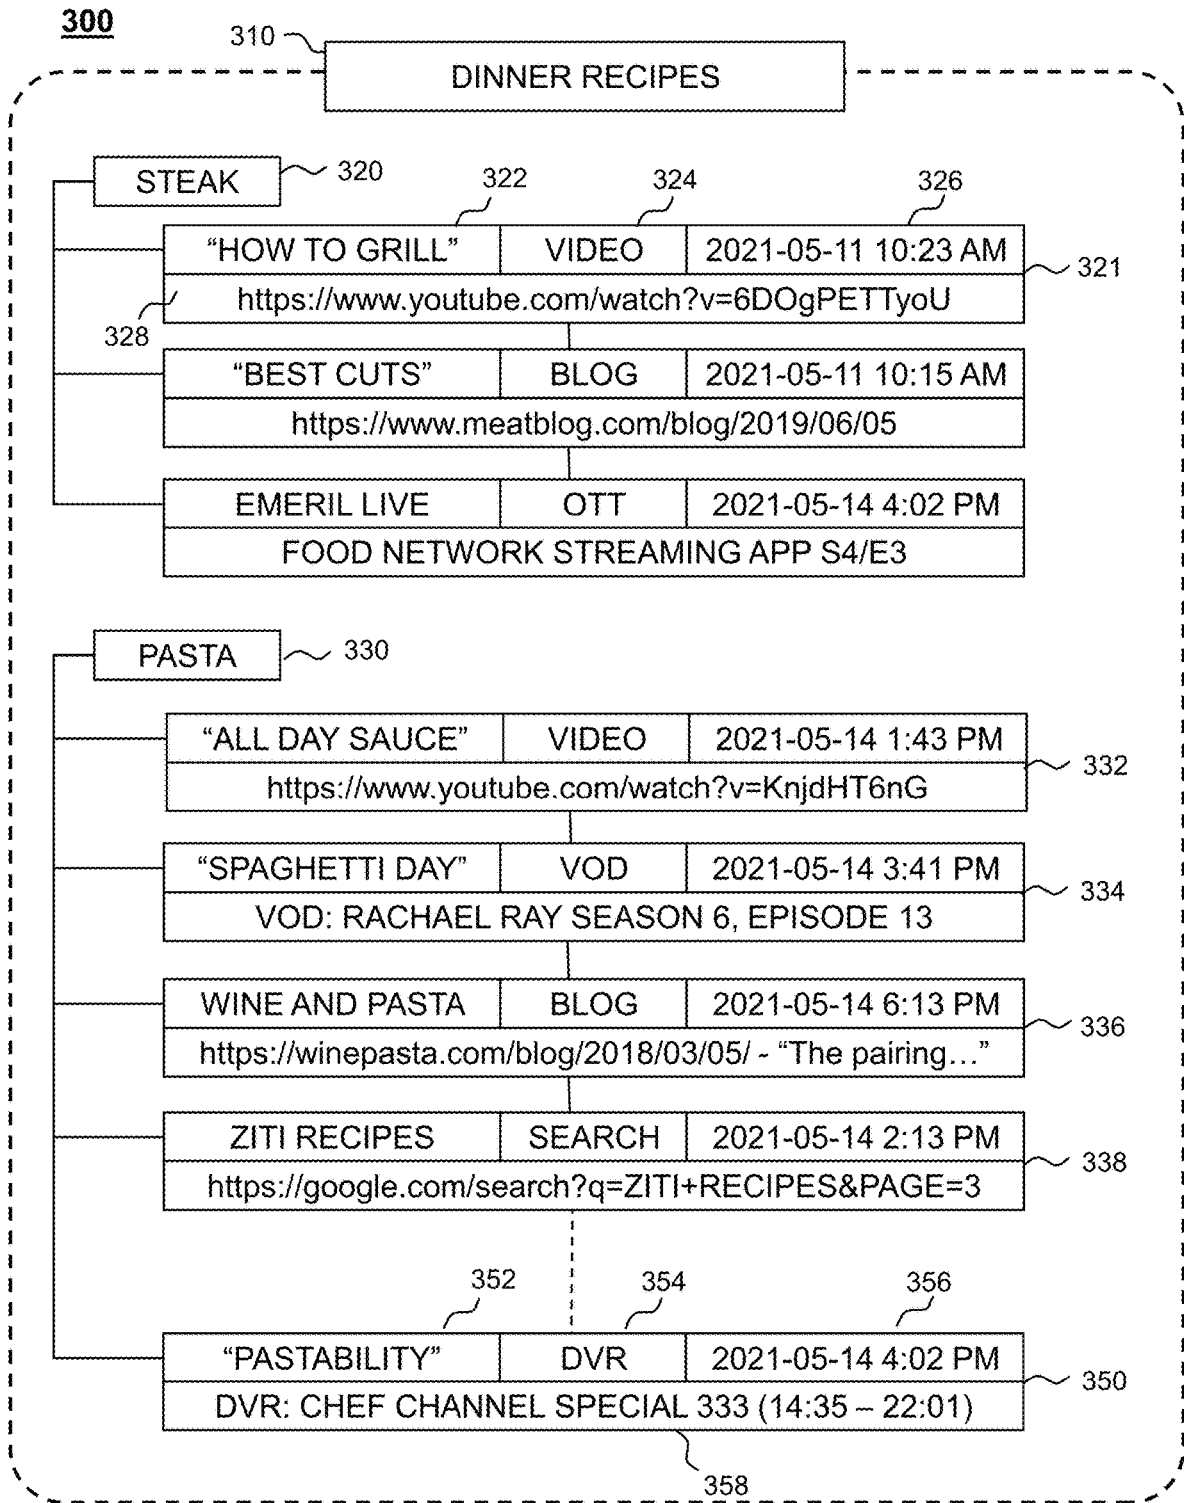 300
310
DINNER RECIPES
STEAK
320
322
324
326
“HOW TO GRILL” VIDEO 2021-05-11 10:23 AM
321
https://www.youtube.com/watch?v=6DOgPETTyoU
328
“BEST CUTS” BLOG 2021-05-11 10:15 AM
https://www.meatblog.com/blog/2019/06/05
EMERIL LIVE OTT 2021-05-14 4:02 PM
FOOD NETWORK STREAMING APP S4/E3
PASTA
330
“ALL DAY SAUCE” VIDEO 2021-05-14 1:43 PM
332
https://www.youtube.com/watch?v=KnjdHT6nG
“SPAGHETTI DAY” VOD 2021-05-14 3:41 PM
334
VOD: RACHAEL RAY SEASON 6, EPISODE 13
WINE AND PASTA BLOG 2021-05-14 6:13 PM
336
https://winepasta.com/blog/2018/03/05/ ~ “The pairing…”
ZITI RECIPES SEARCH 2021-05-14 2:13 PM
338
https://google.com/search?q=ZITI+RECIPES&PAGE=3
352
354
356
“PASTABILITY” DVR 2021-05-14 4:02 PM
350
DVR: CHEF CHANNEL SPECIAL 333 (14:35 – 22:01)
358